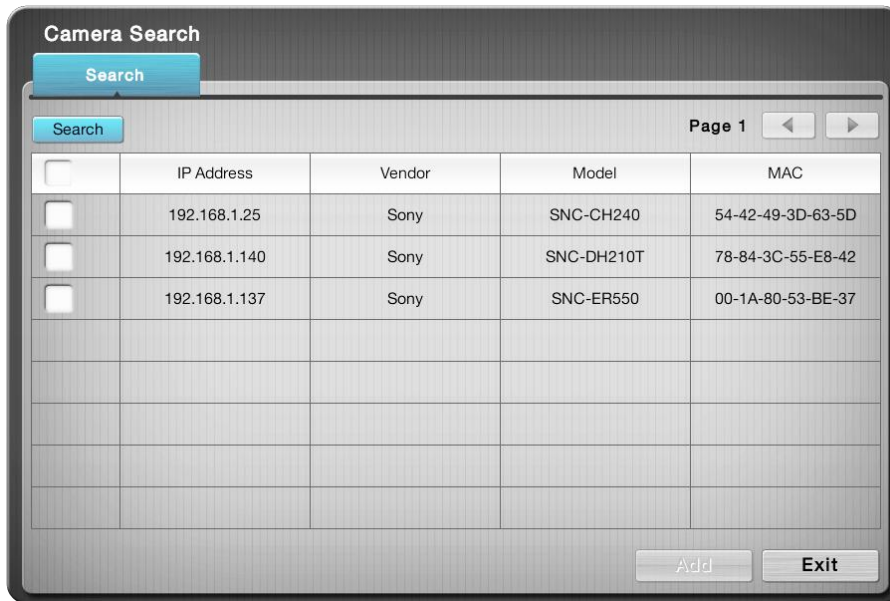 Camera Search
Search
Search Page 1
IP Address Vendor Model MAC
192.168.1.25 Sony SNC-CH240 54-42-49-3D-63-5D
192.168.1.140 Sony SNC-DH210T 78-84-3C-55-E8-42
192.168.1.137 Sony SNC-ER550 00-1A-80-53-BE-37
Add Exit